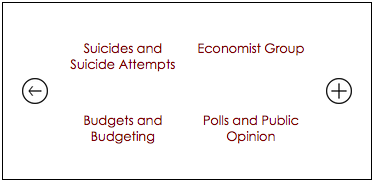 Suicides and
Suicide Attempts
Economist Group
Budgets and
Budgeting
Polls and Public
Opinion